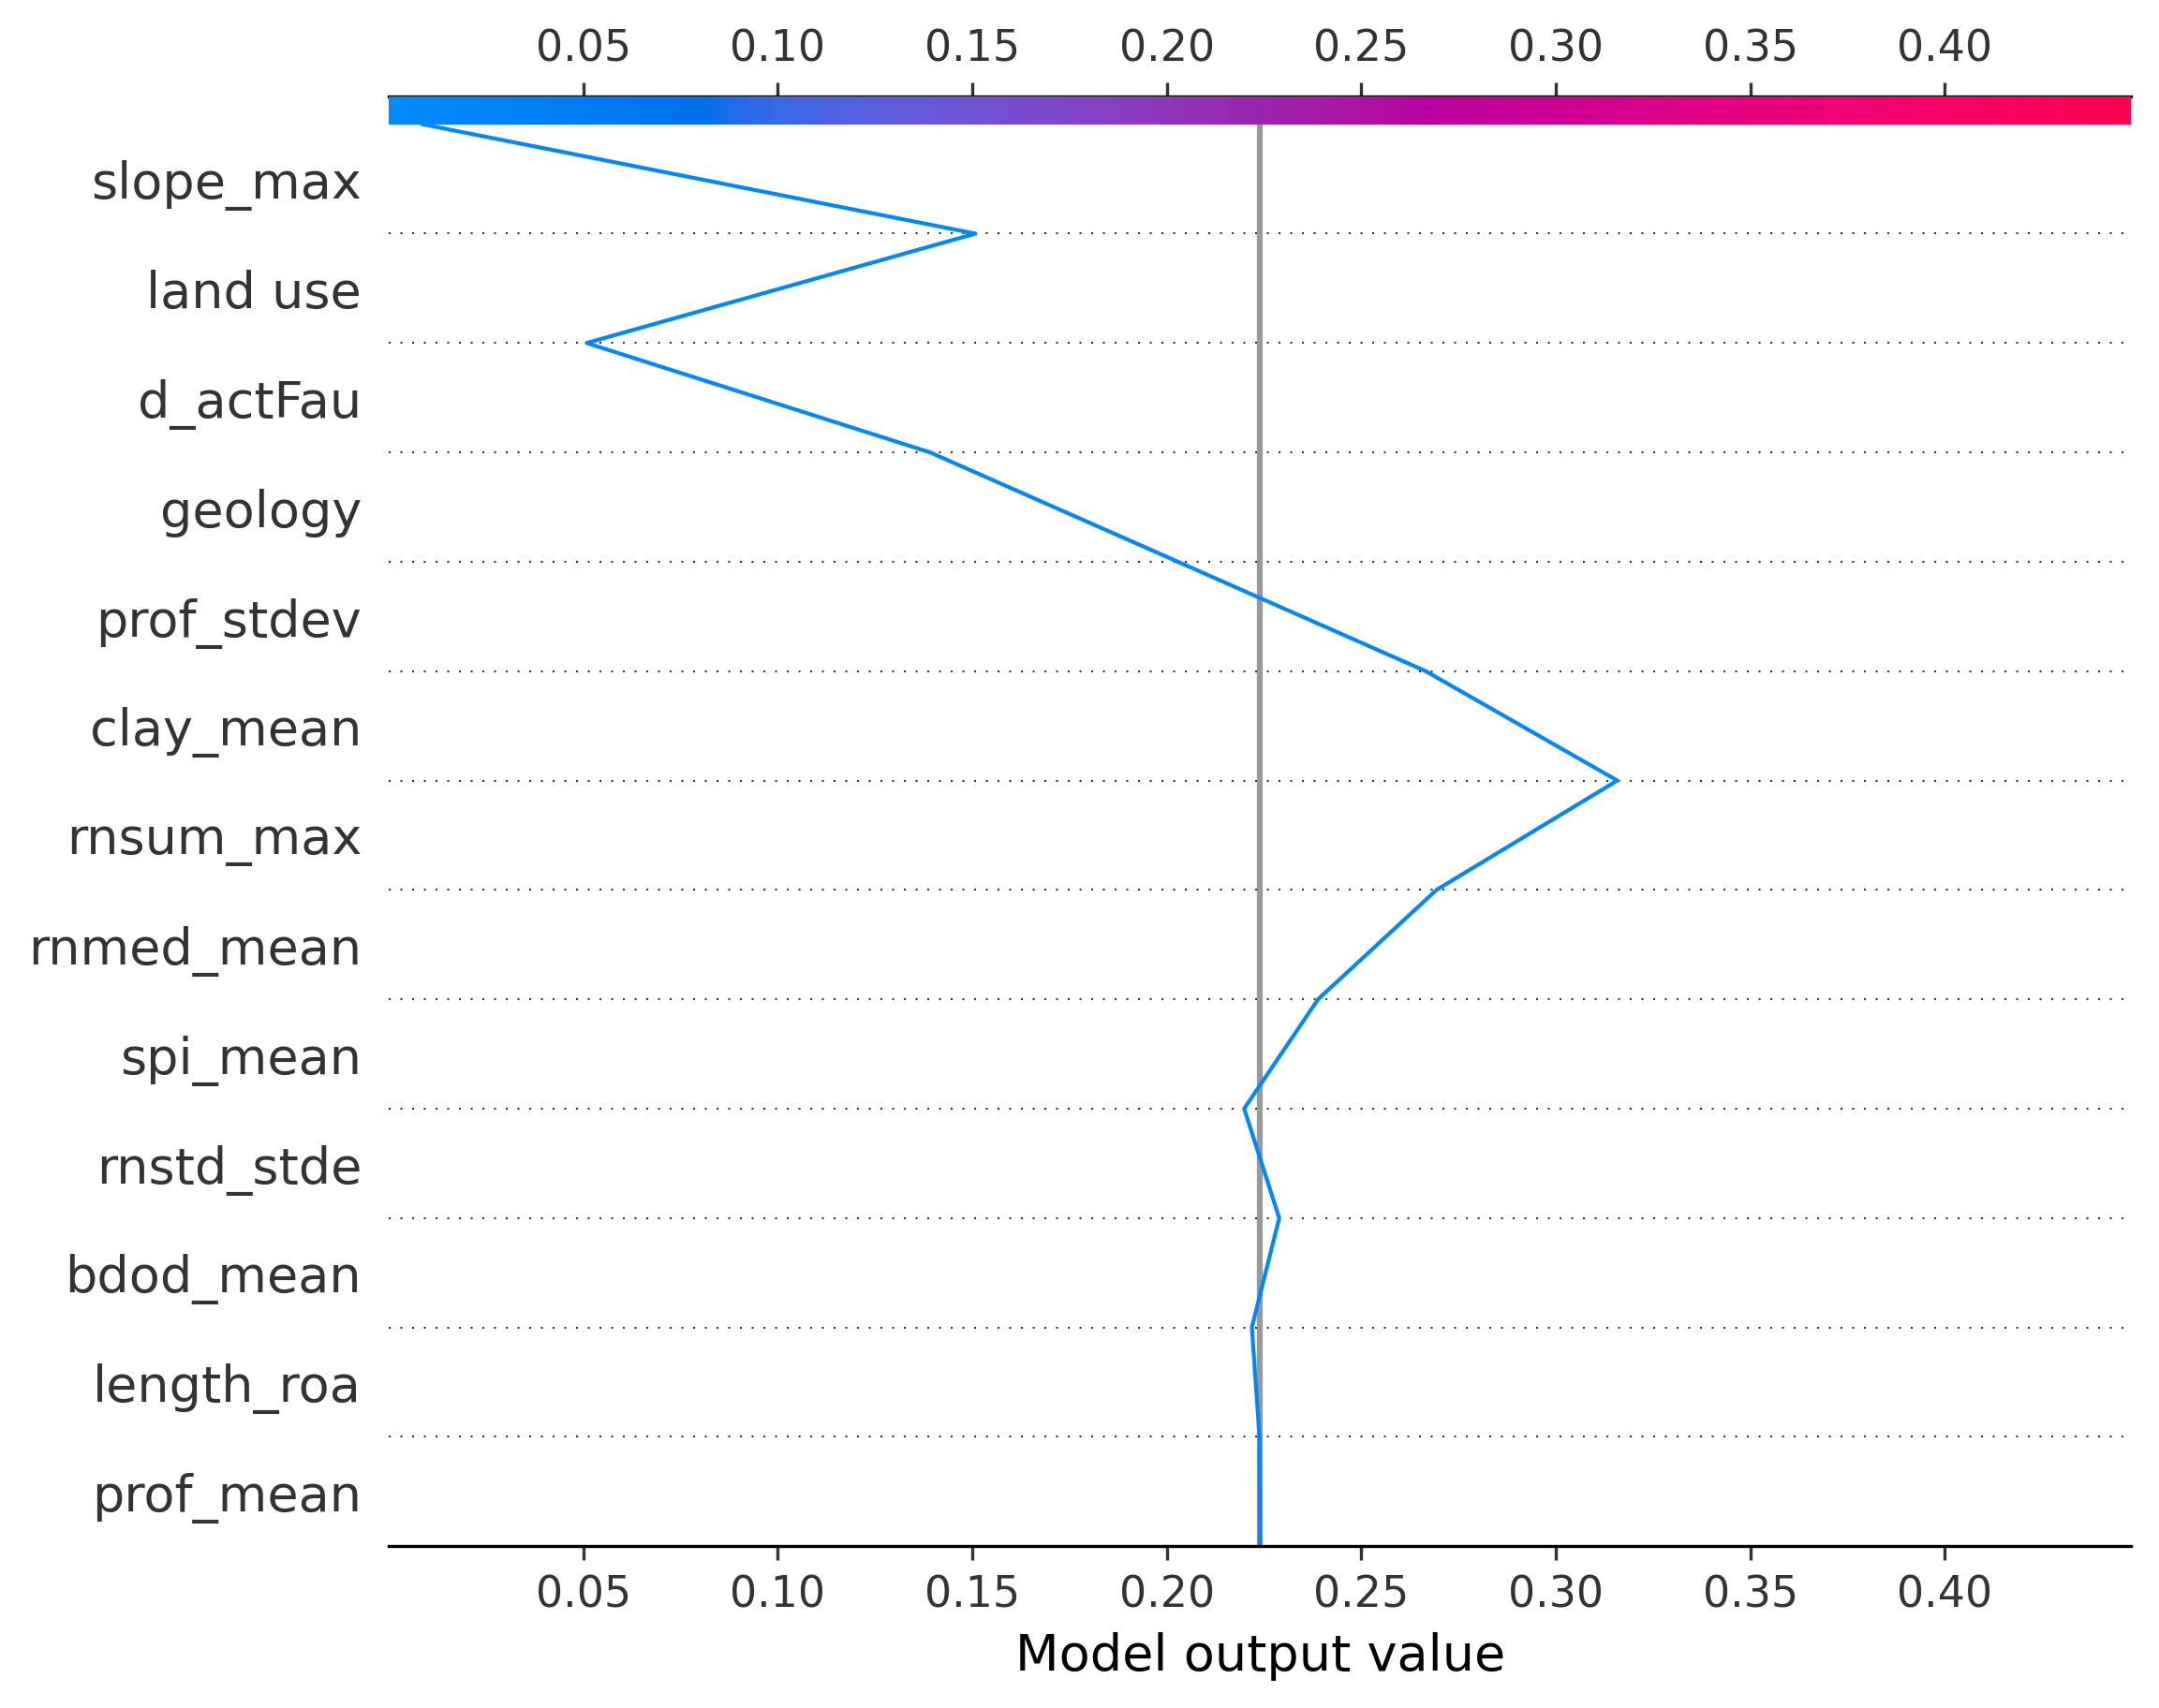 0.05 0.10 0.15 0.20 0.25 0.30 0.35 0.40
slope_max
land use
d_actFau
geology
prof_stdev
clay_mean
rnsum_max
rnmed_mean
spi_mean
rnstd_stde
bdod_mean
length_roa
prof_mean
0.05 0.10 0.15 0.20 0.25 0.30 0.35 0.40
Model output value